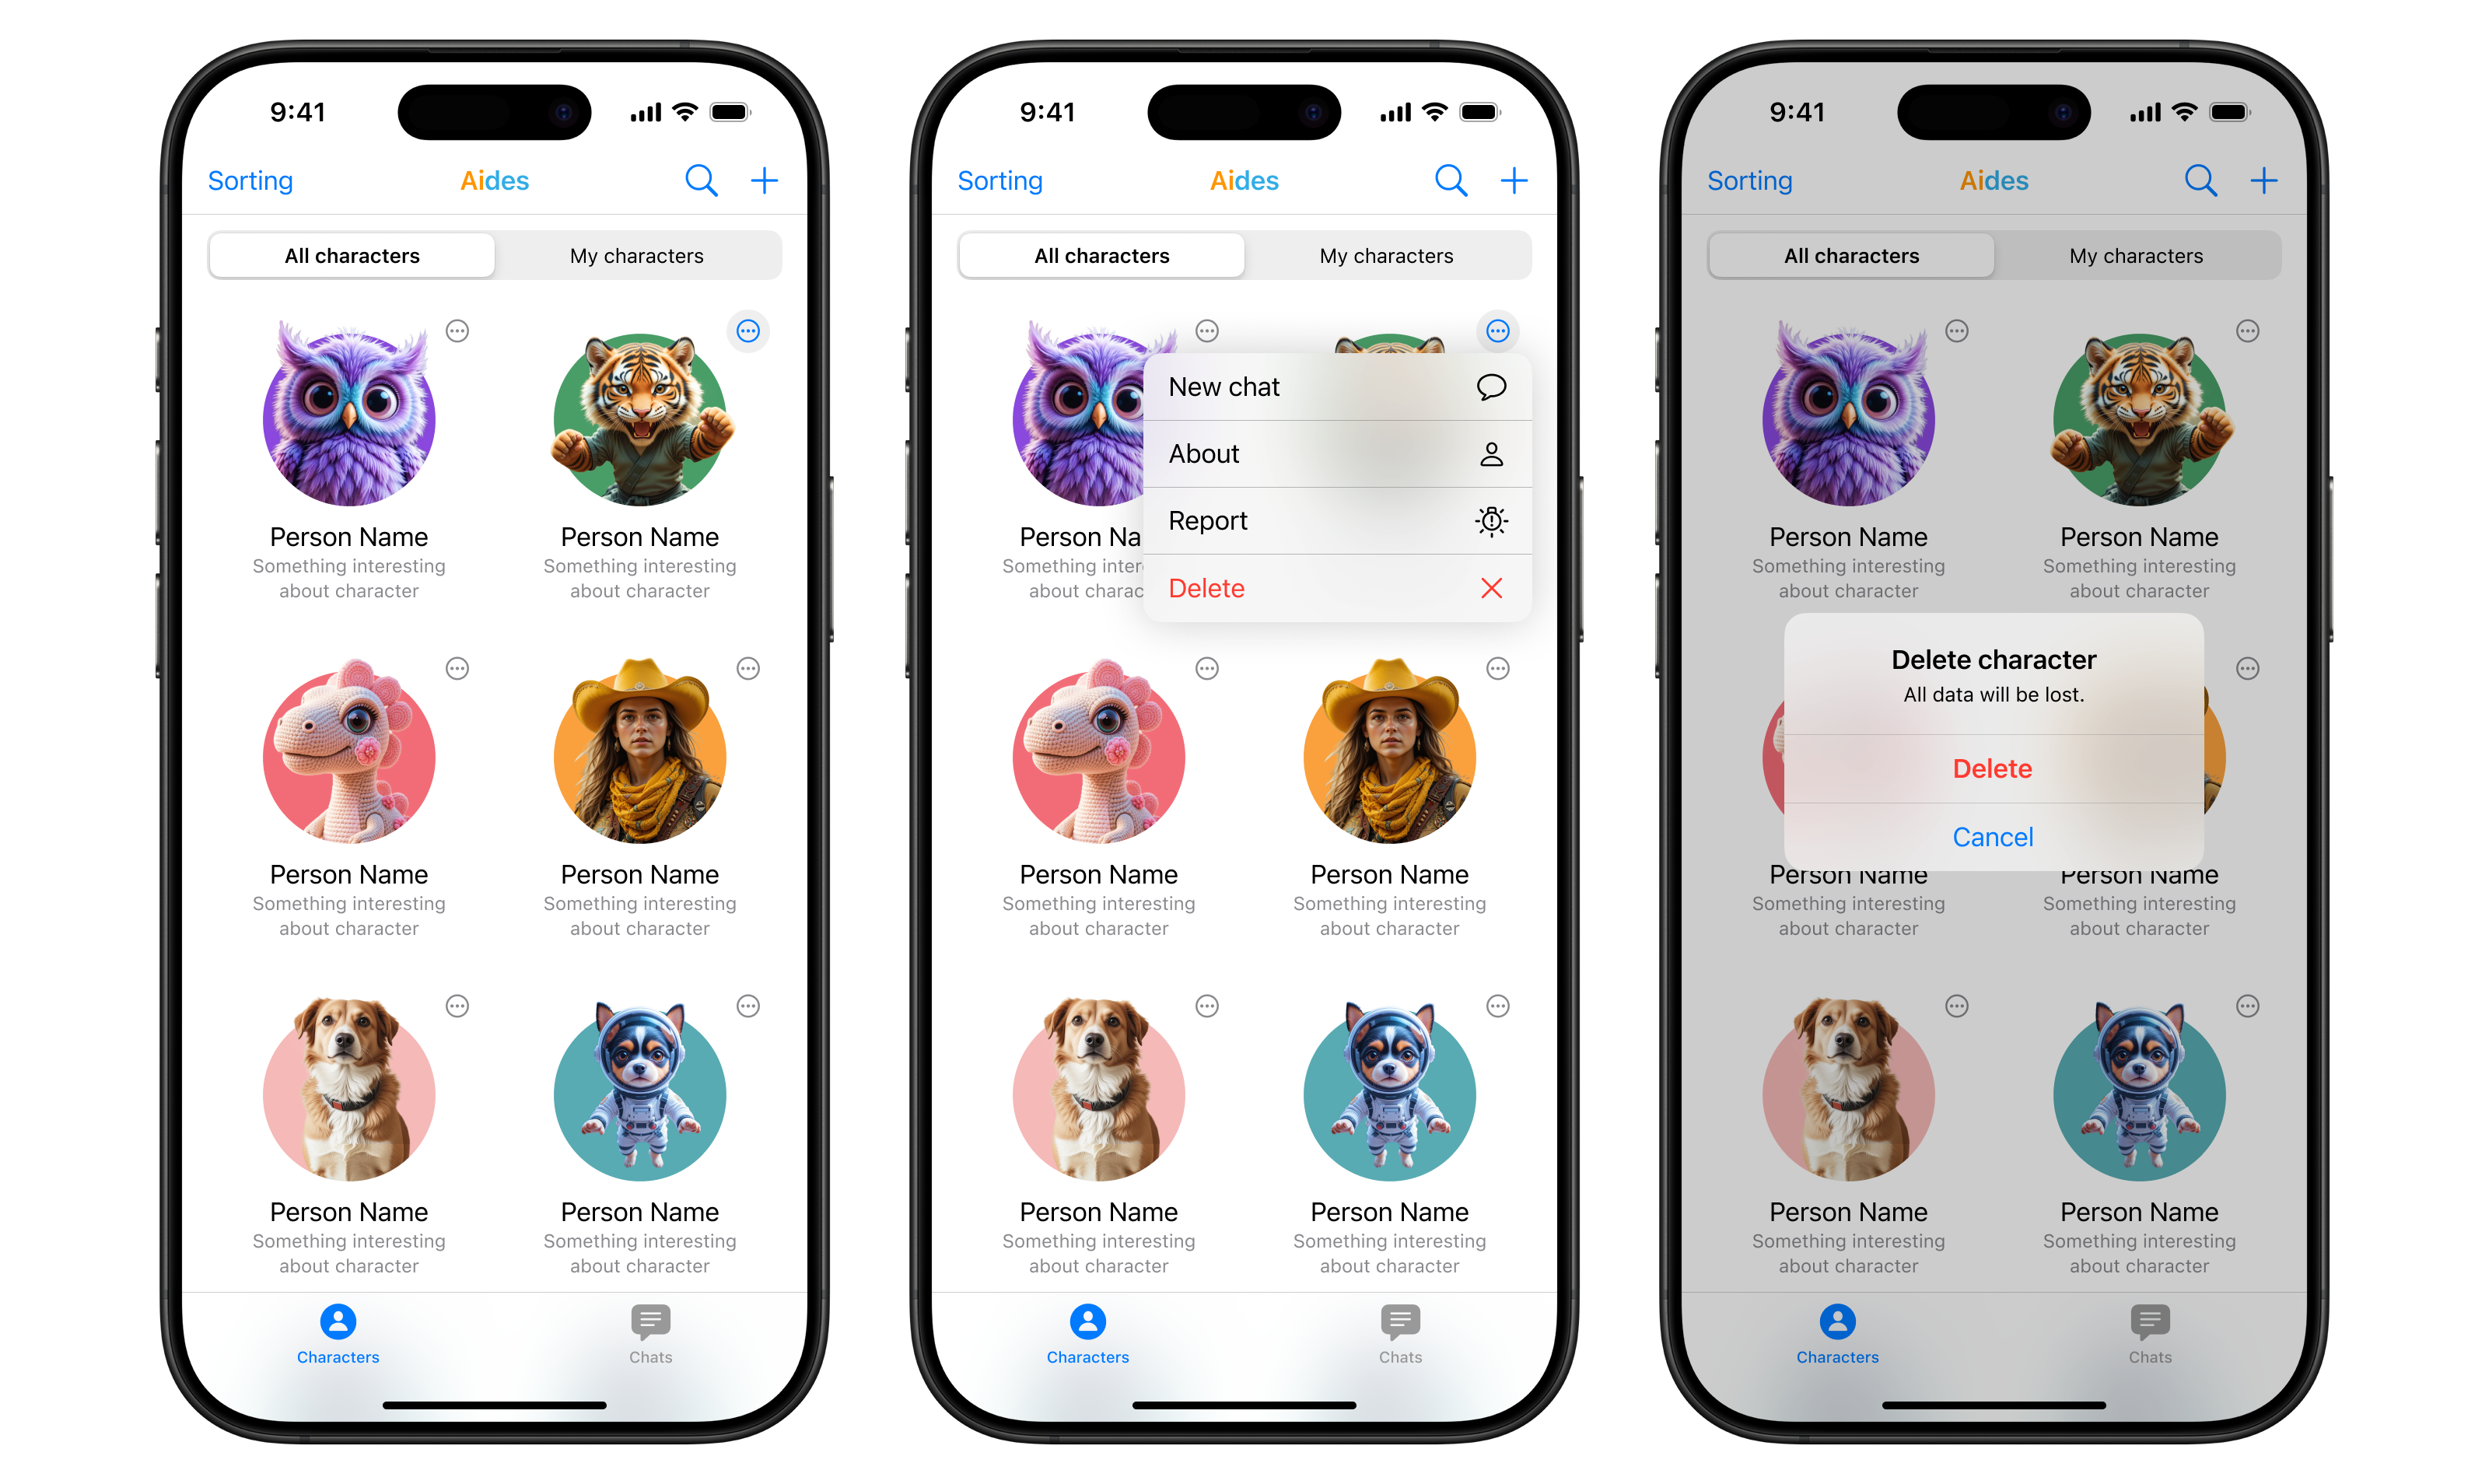 9:41
Sorting
Aides
All characters
My characters
Person Name
Something interesting
about character
Person Name
Something interesting
about character
Person Name
Something interesting
about character
Person Name
Something interesting
about character
Person Name
Something interesting
about character
Person Name
Something interesting
about character
Characters
Chats
9:41
Sorting
Aides
All characters
My characters
New chat
About
Report
Delete
Person Na
Something inter
about charac
Person Name
Something interesting
about character
Person Name
Something interesting
about character
Person Name
Something interesting
about character
Person Name
Something interesting
about character
Characters
Chats
9:41
Sorting
Aides
All characters
My characters
Person Name
Something interesting
about character
Person Name
Something interesting
about character
Delete character
All data will be lost.
Delete
Cancel
Person Name
Something interesting
about character
Person Name
Something interesting
about character
Person Name
Something interesting
about character
Person Name
Something interesting
about character
Characters
Chats